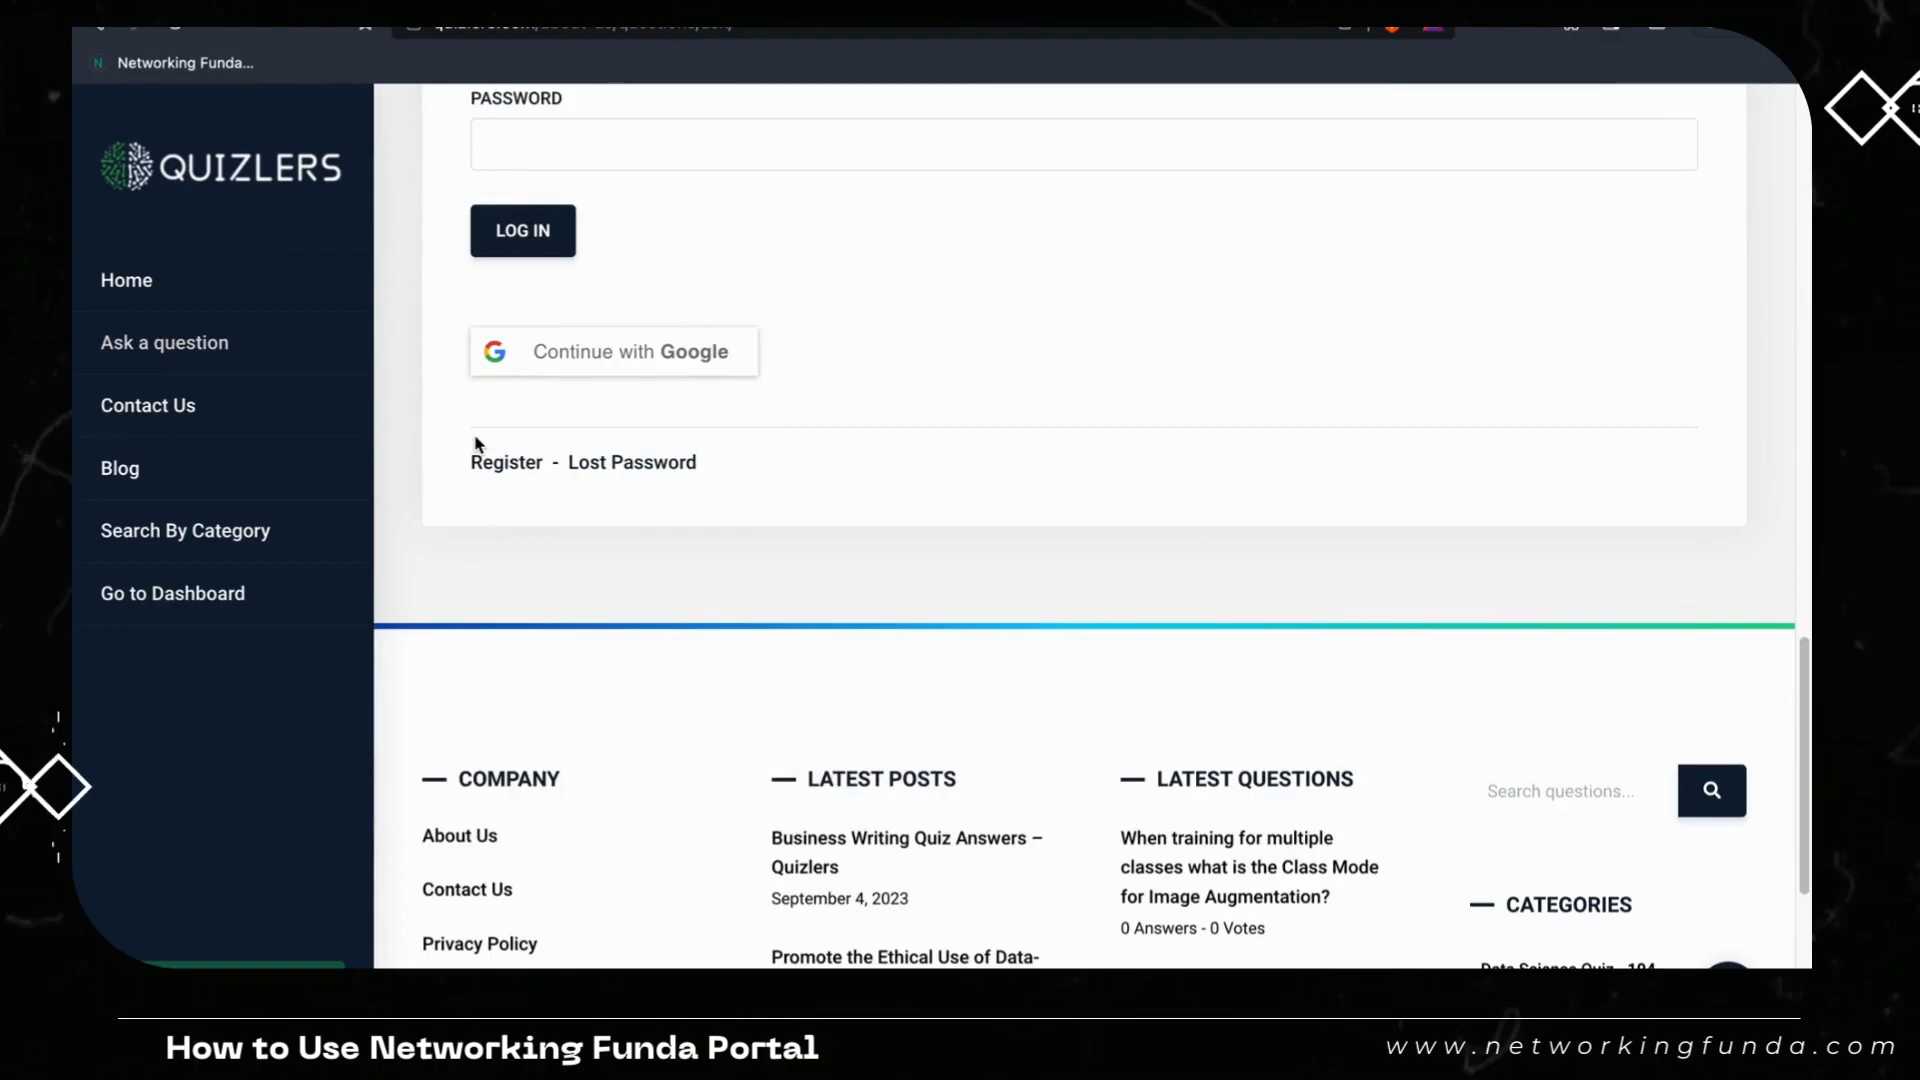 Networking Funda...
PASSWORD
QUIZLERS
LOG IN
Home
Ask a question
Continue with Google
Contact Us
Register - Lost Password
Blog
Search By Category
Go to Dashboard
COMPANY
About Us
Contact Us
Privacy Policy
LATEST POSTS
Business Writing Quiz Answers –
Quizlers
September 4, 2023
Promote the Ethical Use of Data-
LATEST QUESTIONS
When training for multiple
classes what is the Class Mode
for Image Augmentation?
0 Answers - 0 Votes
Search questions...
CATEGORIES
How to Use Networking Funda Portal
www.networkingfunda.com